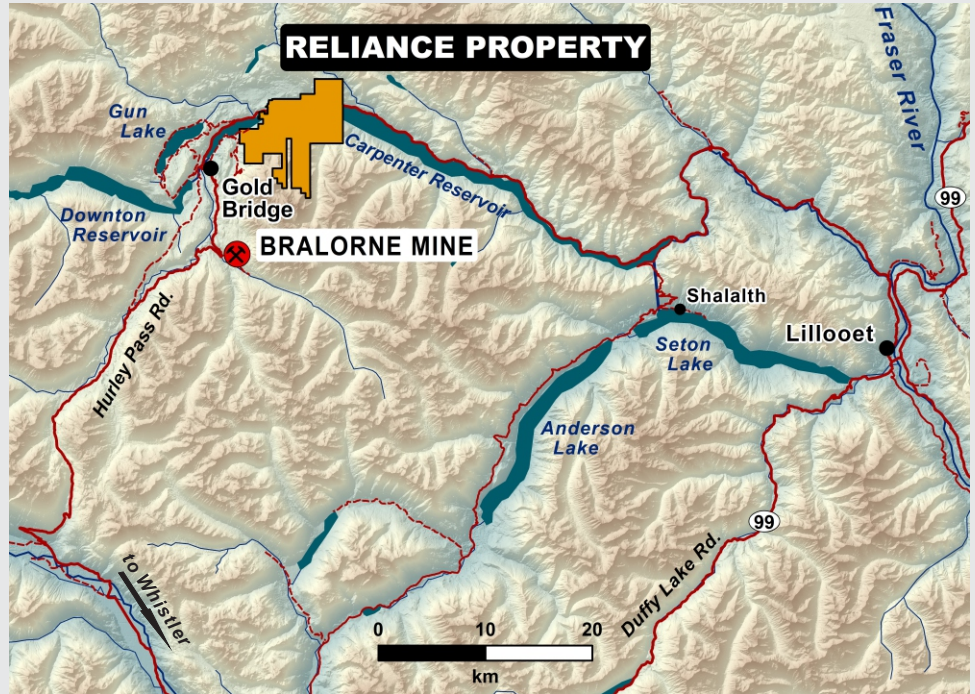 RELIANCE PROPERTY
Fraser River
Gun
Lake
Carpenter Reservoir
Gold
Bridge
99
Downton
Reservoir
BRALORNE MINE
Shalalth
Lillooet
Seton
Lake
Hurley Pass Rd.
Anderson
Lake
99
Duffy Lake Rd.
to Whistler
0 10 20
km